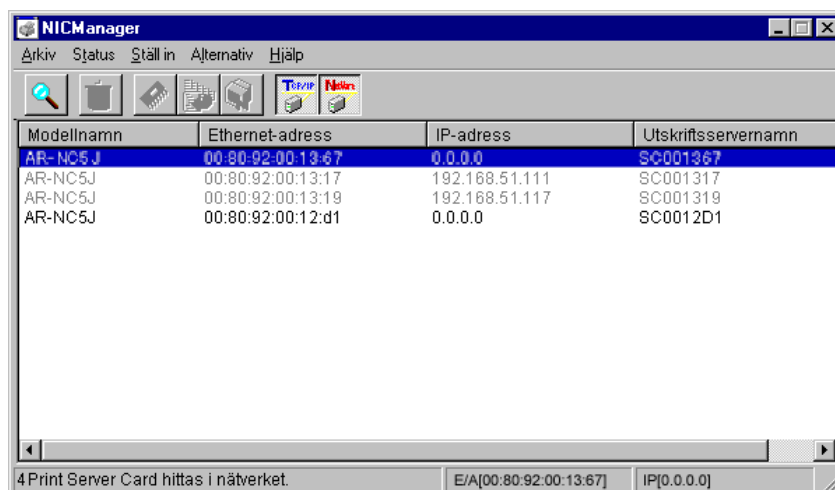 NICManager
Arkiv Status Ställ in Alternativ Hjälp
TCP/IP NetWare
Modellnamn Ethernet-adress IP-adress Utskriftsservernamn
AR-NC5J 00:80:92:00:13:67 0.0.0.0 SC001367
AR-NC5J 00:80:92:00:13:17 192.168.51.111 SC001317
AR-NC5J 00:80:92:00:13:19 192.168.51.117 SC001319
AR-NC5J 00:80:92:00:12:d1 0.0.0.0 SC0012D1
4 Print Server Card hittas i nätverket. E/A[00:80:92:00:13:67] IP[0.0.0.0]